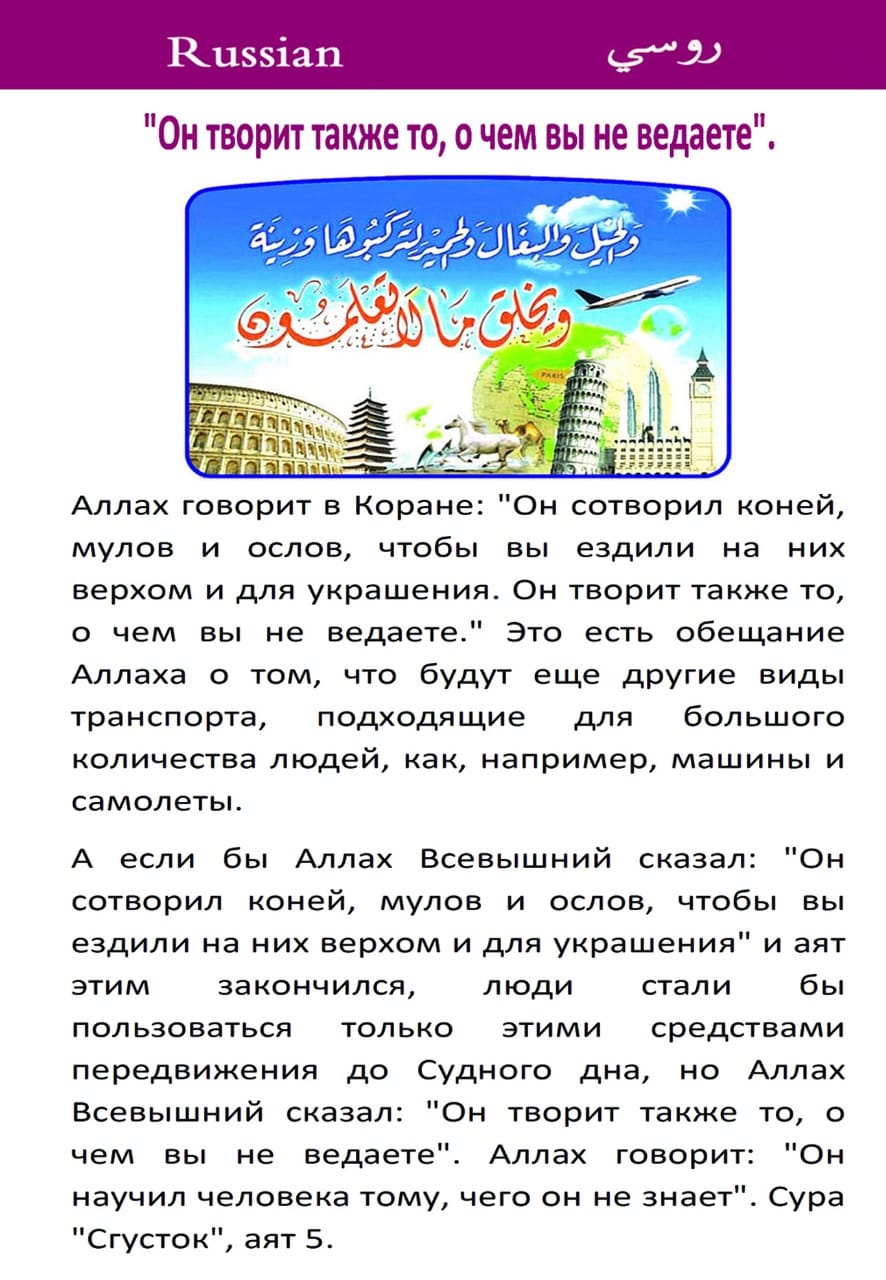 Russian روسي
"Он творит также то, о чем вы не ведаете".
والخيل والبغال والحمير لتركبوها وزينة
ويخلق ما لا تعلمون
PARIS
Аллах говорит в Коране: "Он сотворил коней,
мулов и ослов, чтобы вы ездили на них
верхом и для украшения. Он творит также то,
о чем вы не ведаете." Это есть обещание
Аллаха о том, что будут еще другие виды
транспорта, подходящие для большого
количества людей, как, например, машины и
самолеты.
А если бы Аллах Всевышний сказал: "Он
сотворил коней, мулов и ослов, чтобы вы
ездили на них верхом и для украшения" и аят
этим закончился, люди стали бы
пользоваться только этими средствами
передвижения до Судного дна, но Аллах
Всевышний сказал: "Он творит также то, о
чем вы не ведаете". Аллах говорит: "Он
научил человека тому, чего он не знает". Сура
"Сгусток", аят 5.